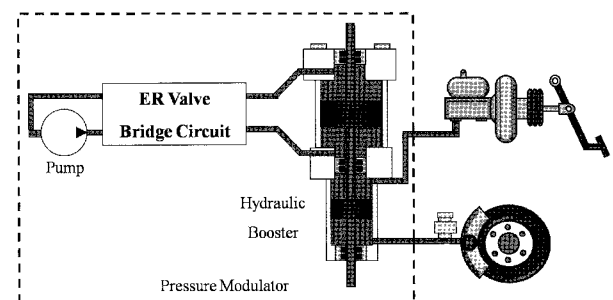 ER Valve
Bridge Circuit
Pump
Hydraulic
Booster
Pressure Modulator